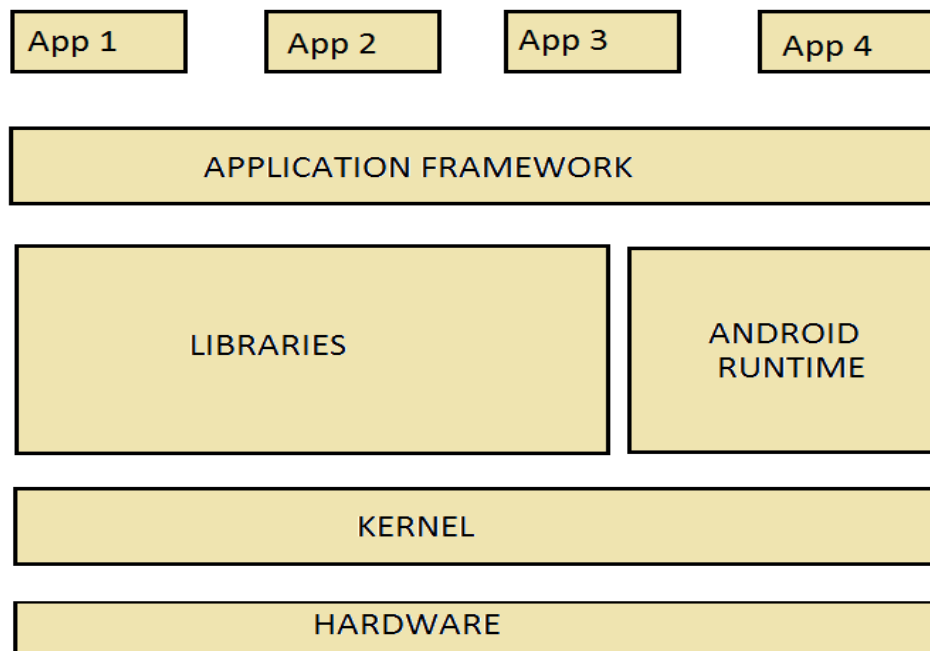 App 1
App 2
App 3
App 4
APPLICATION FRAMEWORK
LIBRARIES
ANDROID
RUNTIME
KERNEL
HARDWARE